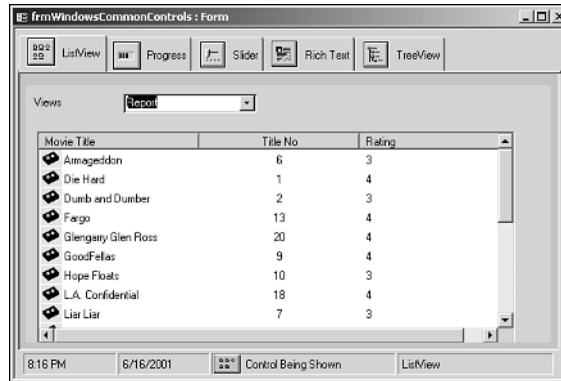 frmWindowsCommonControls : Form
ListView Progress Slider Rich Text TreeView
Views Report
Movie Title Title No Rating
Armageddon 6 3
Die Hard 1 4
Dumb and Dumber 2 3
Fargo 13 4
Glengarry Glen Ross 20 4
GoodFellas 9 4
Hope Floats 10 3
L.A. Confidential 18 4
Liar Liar 7 3
8:16 PM 6/16/2001 Control Being Shown ListView